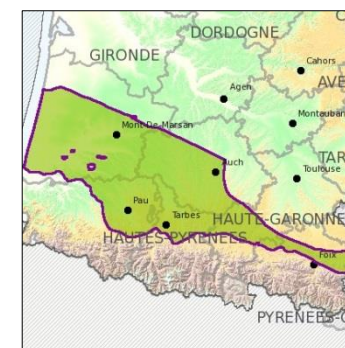 DORDOGNE
GIRONDE
Cahors
AVE
Agen
Mont-De-Marsan
Montauban
TAR
Auch
Toulouse
Pau
Tarbes
HAUTE-GARONNE
HAUTES-PYRENEES
Foix
PYRENEES-O